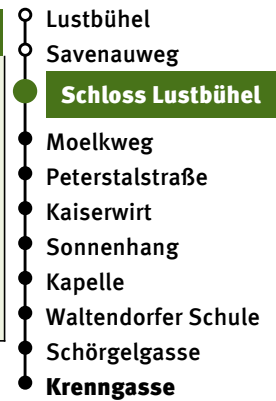 Lustbühel
Savenauweg
Schloss Lustbühel
Moelkweg
Peterstalstraße
Kaiserwirt
Sonnenhang
Kapelle
Waltendorfer Schule
Schörgelgasse
Krenngasse